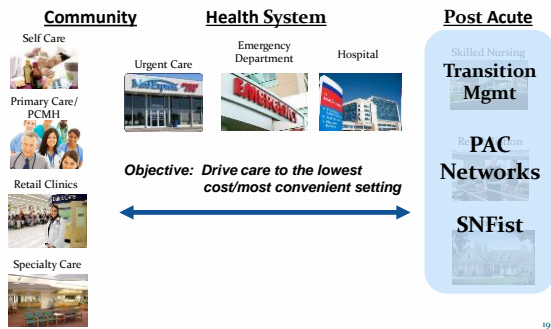 Community
Health System
Post Acute
Self Care
Primary Care/
PCMH
Retail Clinics
Specialty Care
Urgent Care
Emergency
Department
Hospital
EMERGENCY
Objective: Drive care to the lowest
cost/most convenient setting
Skilled Nursing
Transition
Mgmt
PAC
Networks
SNFist
19